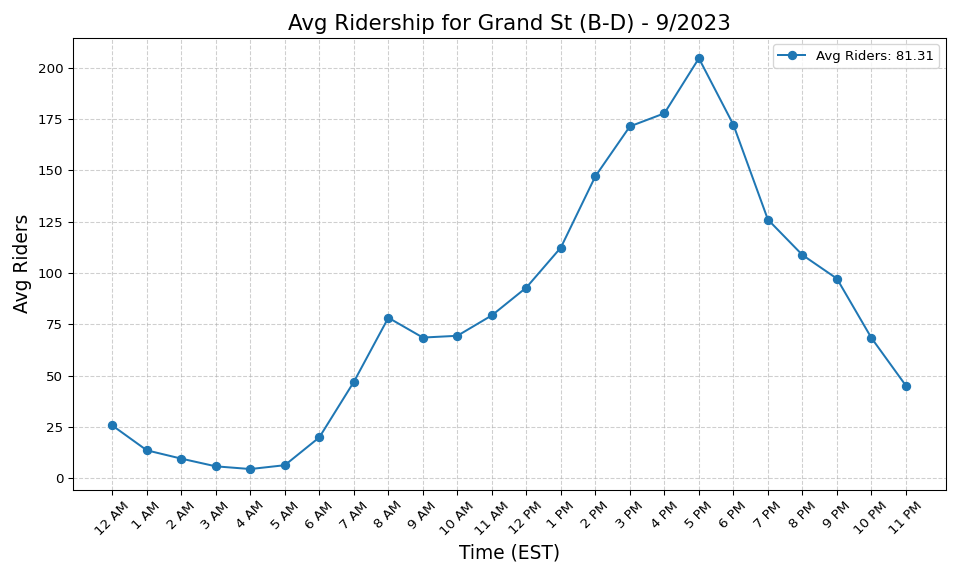 Avg Ridership for Grand St (B-D) - 9/2023
Avg Riders: 81.31
Avg Riders
200
175
150
125
100
75
50
25
0
12 AM
1 AM
2 AM
3 AM
4 AM
5 AM
6 AM
7 AM
8 AM
9 AM
10 AM
11 AM
12 PM
1 PM
2 PM
3 PM
4 PM
5 PM
6 PM
7 PM
8 PM
9 PM
10 PM
11 PM
Time (EST)